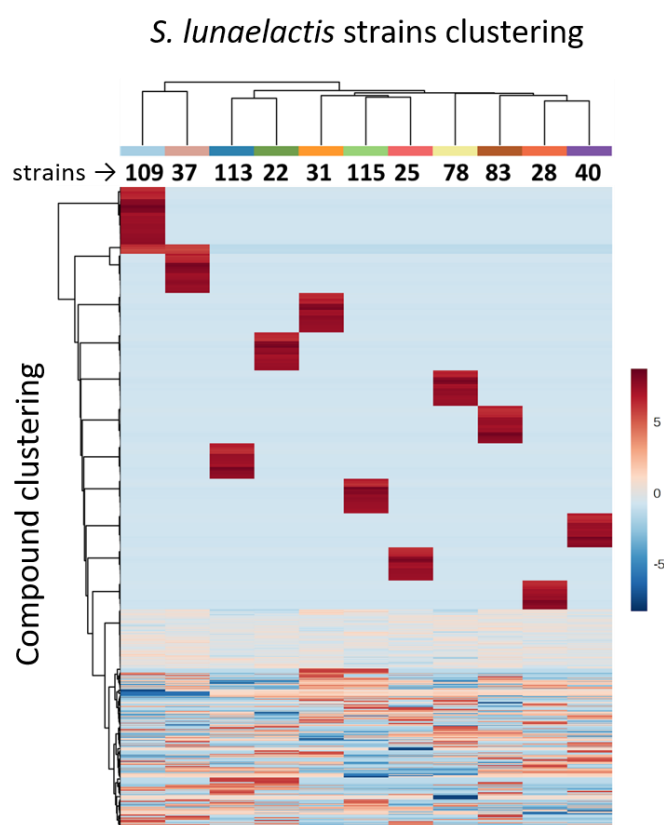 S. lunaelactis strains clustering
strains → 109 37 113 22 31 115 25 78 83 28 40
Compound clustering
5
0
-5